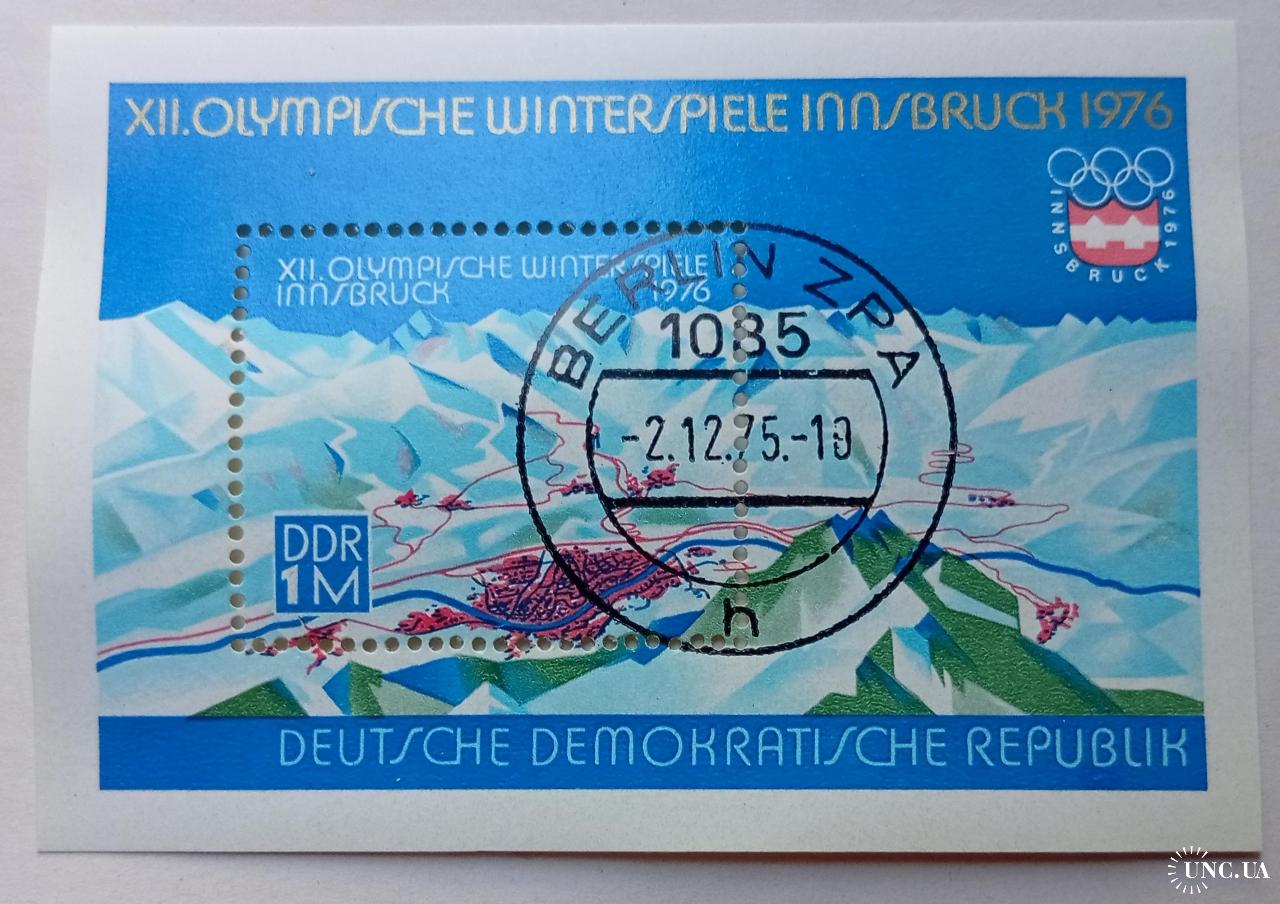 XII. OLYMPISCHE WINTERSPIELE INNSBRUCK 1976
INNSBRUCK 1976
XII. OLYMPISCHE WINTERSPIELE
INNSBRUCK 1976
BERLIN ZPA
1085
-2.12.75.-10
h
DDR
1 M
DEUTSCHE DEMOKRATISCHE REPUBLIK
UNC.UA